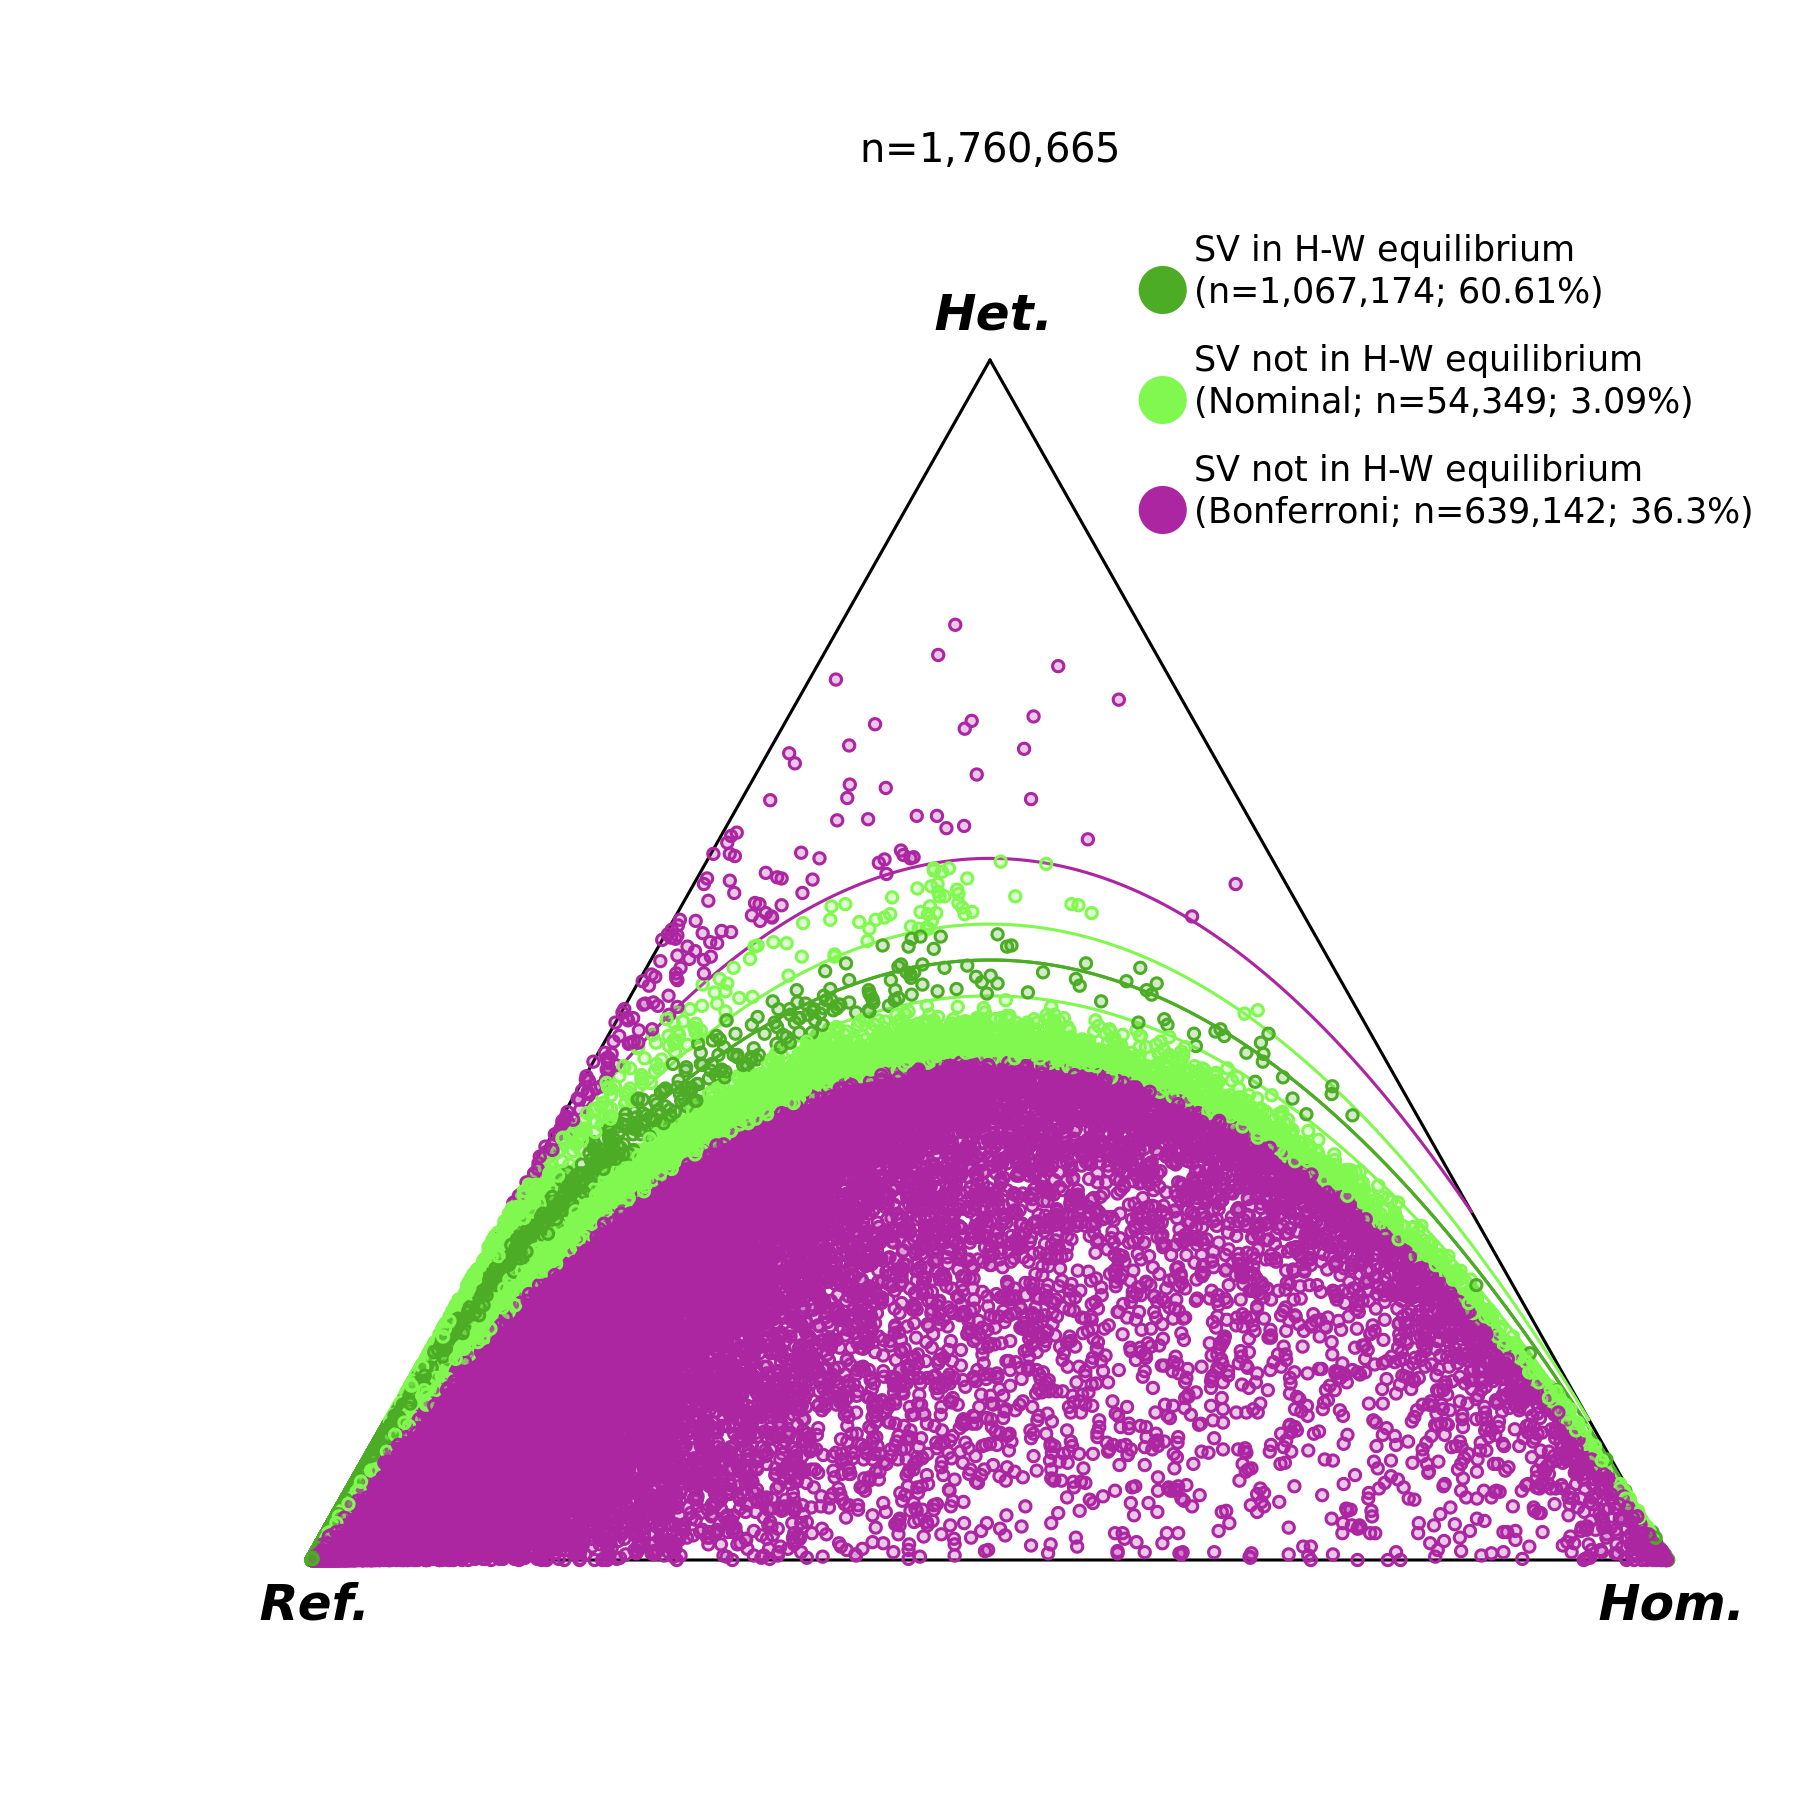 n=1,760,665
SV in H-W equilibrium
(n=1,067,174; 60.61%)
Het.
SV not in H-W equilibrium
(Nominal; n=54,349; 3.09%)
SV not in H-W equilibrium
(Bonferroni; n=639,142; 36.3%)
Ref.
Hom.